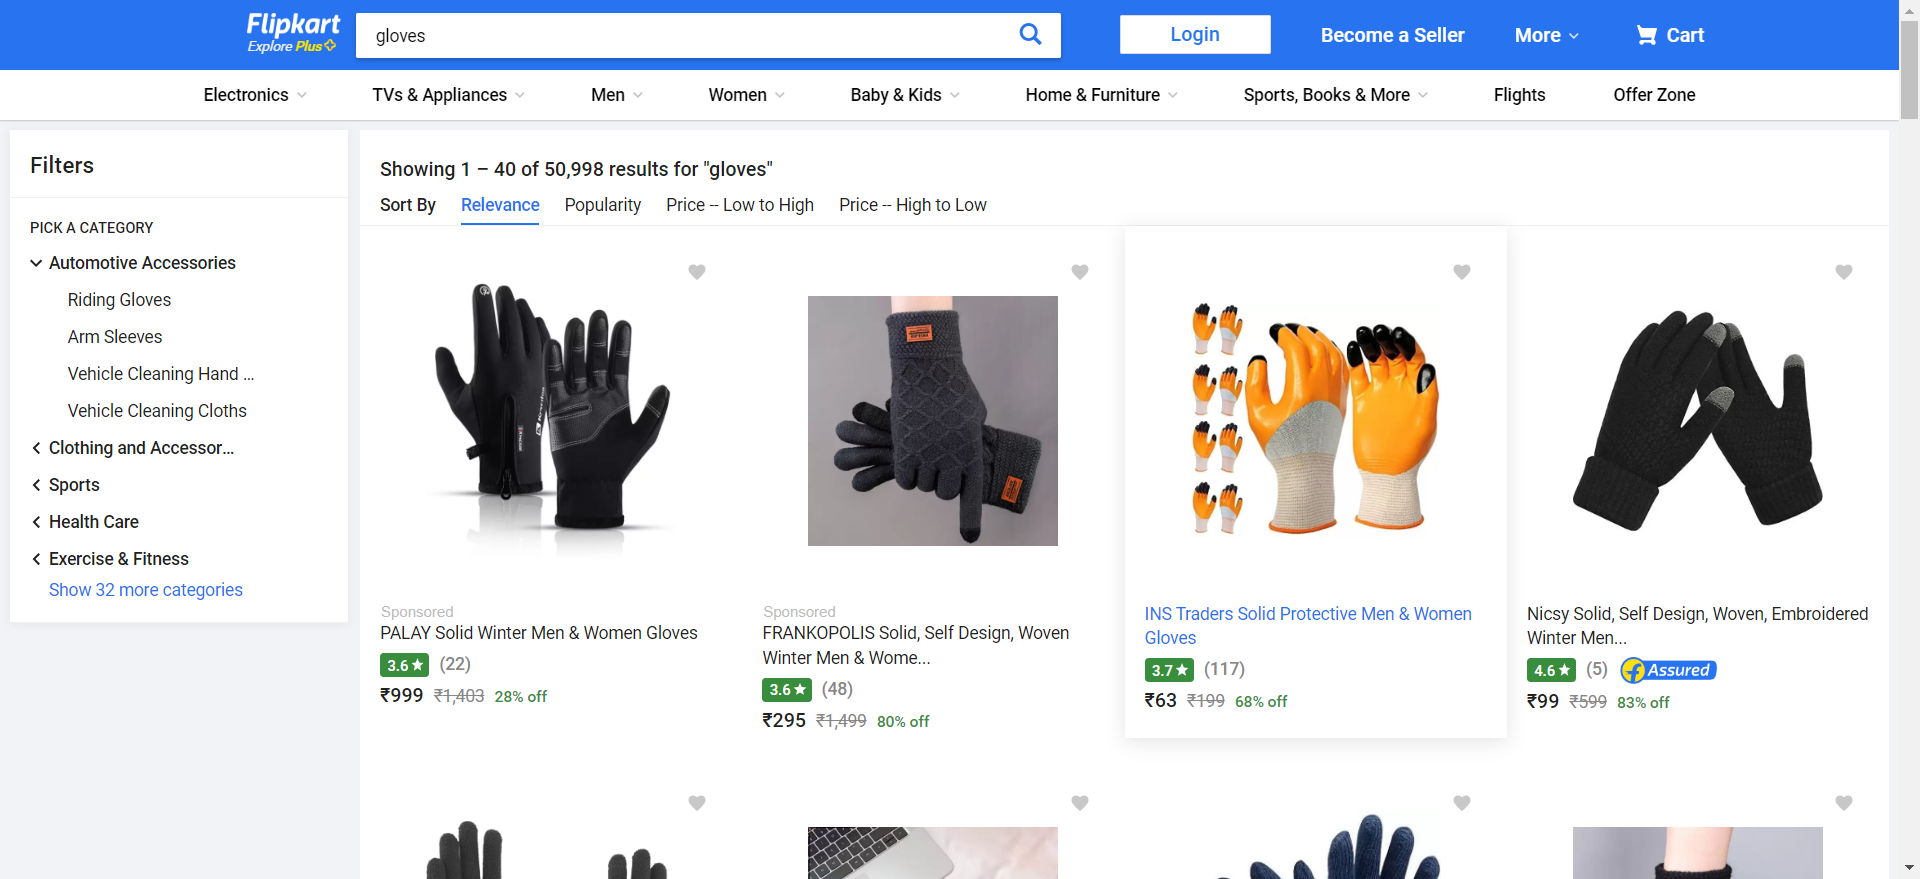 Flipkart
Explore Plus
gloves
Login
Become a Seller
More
Cart
Electronics
TVs & Appliances
Men
Women
Baby & Kids
Home & Furniture
Sports, Books & More
Flights
Offer Zone
Filters
PICK A CATEGORY
Automotive Accessories
Riding Gloves
Arm Sleeves
Vehicle Cleaning Hand ...
Vehicle Cleaning Cloths
Clothing and Accessor...
Sports
Health Care
Exercise & Fitness
Show 32 more categories
Showing 1 – 40 of 50,998 results for "gloves"
Sort By
Relevance
Popularity
Price -- Low to High
Price -- High to Low
Sponsored
PALAY Solid Winter Men & Women Gloves
3.6 (22)
₹999 ₹1,403 28% off
Sponsored
FRANKOPOLIS Solid, Self Design, Woven
Winter Men & Wome...
3.6 (48)
₹295 ₹1,499 80% off
INS Traders Solid Protective Men & Women
Gloves
3.7 (117)
₹63 ₹199 68% off
Nicsy Solid, Self Design, Woven, Embroidered
Winter Men...
4.6 (5) Assured
₹99 ₹599 83% off